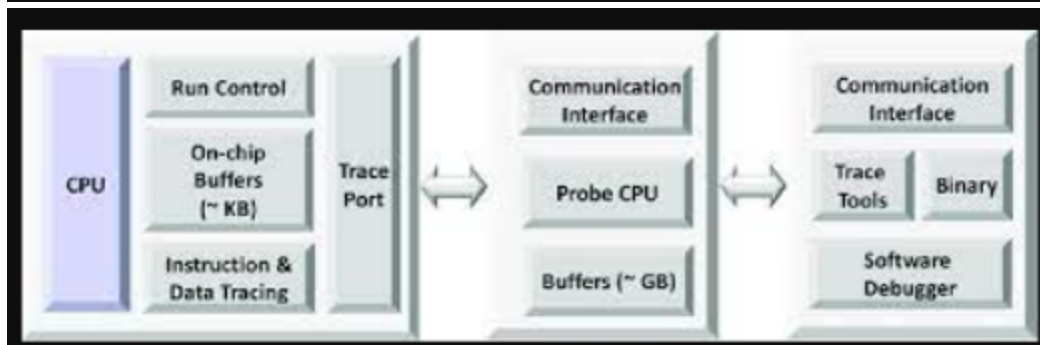 CPU
Run Control
On-chip
Buffers
(~ KB)
Instruction &
Data Tracing
Trace
Port
Communication
Interface
Probe CPU
Buffers (~ GB)
Communication
Interface
Trace
Tools
Binary
Software
Debugger